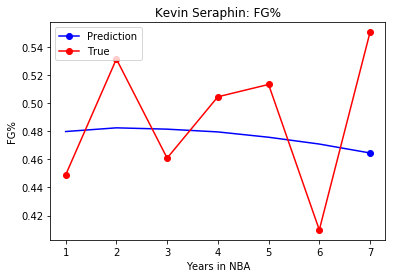 Kevin Seraphin: FG%
Prediction
True
FG%
0.54
0.52
0.50
0.48
0.46
0.44
0.42
1 2 3 4 5 6 7
Years in NBA